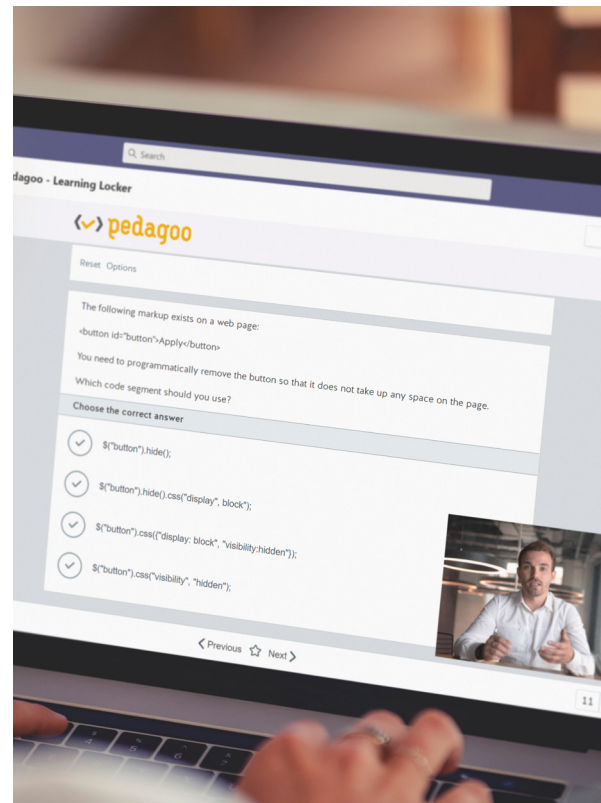 Search
dagoo - Learning Locker
pedagoo
Reset Options
The following markup exists on a web page:
<button id="button">Apply</button>
You need to programmatically remove the button so that it does not take up any space on the page.
Which code segment should you use?
Choose the correct answer
$("button").hide();
$("button").hide().css("display", block");
$("button").css({"display: block", "visibility:hidden"});
$("button").css("visibility", "hidden");
Previous Next
11